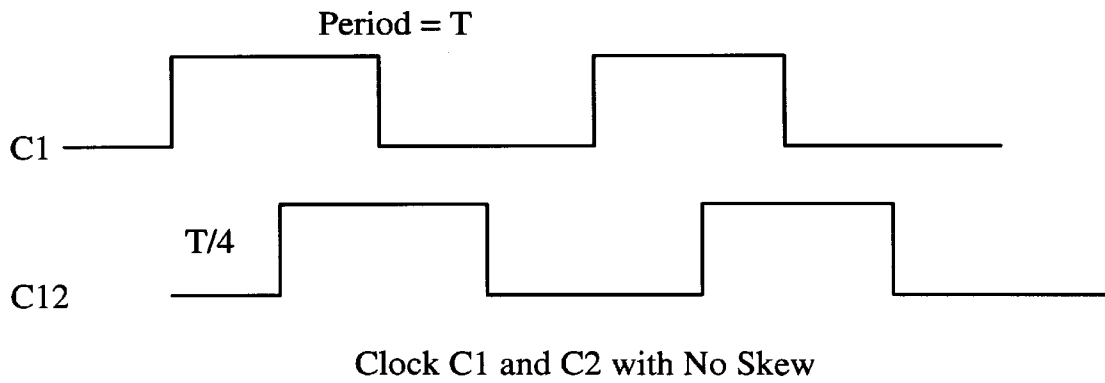 Period = T
C1
T/4
C12
Clock C1 and C2 with No Skew